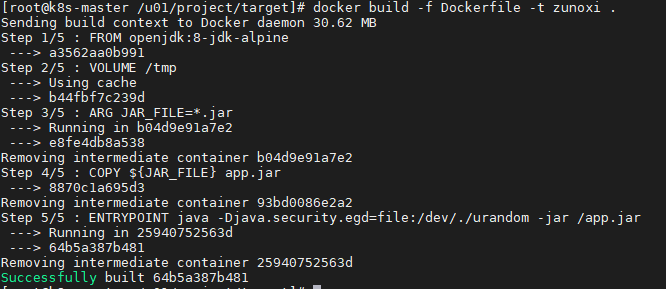 [root@k8s-master /u01/project/target]# docker build -f Dockerfile -t zunoxi .
Sending build context to Docker daemon 30.62 MB
Step 1/5 : FROM openjdk:8-jdk-alpine
---> a3562aa0b991
Step 2/5 : VOLUME /tmp
---> Using cache
---> b44fbf7c239d
Step 3/5 : ARG JAR_FILE=*.jar
---> Running in b04d9e91a7e2
---> e8fe4db8a538
Removing intermediate container b04d9e91a7e2
Step 4/5 : COPY ${JAR_FILE} app.jar
---> 8870c1a695d3
Removing intermediate container 93bd0086e2a2
Step 5/5 : ENTRYPOINT java -Djava.security.egd=file:/dev/./urandom -jar /app.jar
---> Running in 25940752563d
---> 64b5a387b481
Removing intermediate container 25940752563d
Successfully built 64b5a387b481